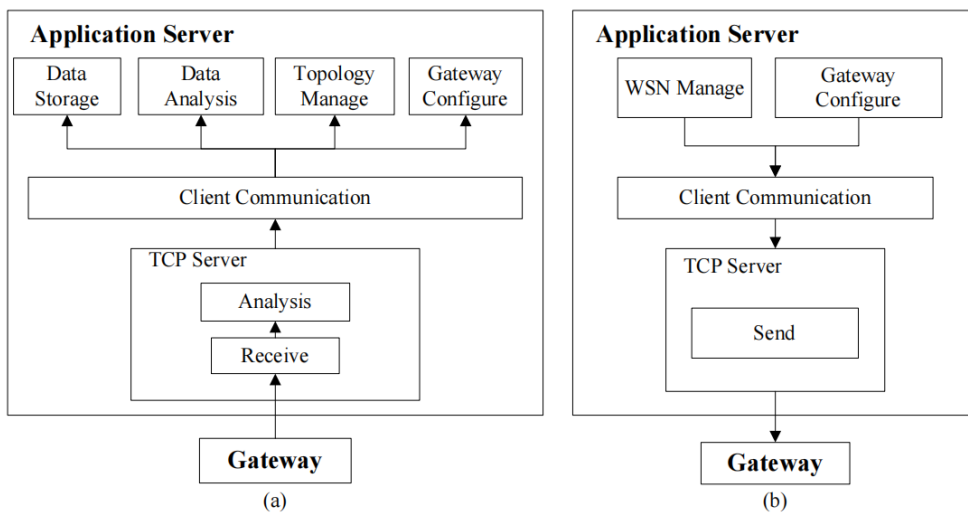 Application Server
Data
Storage
Data
Analysis
Topology
Manage
Gateway
Configure
Client Communication
TCP Server
Analysis
Receive
Gateway
(a)
Application Server
WSN Manage
Gateway
Configure
Client Communication
TCP Server
Send
Gateway
(b)